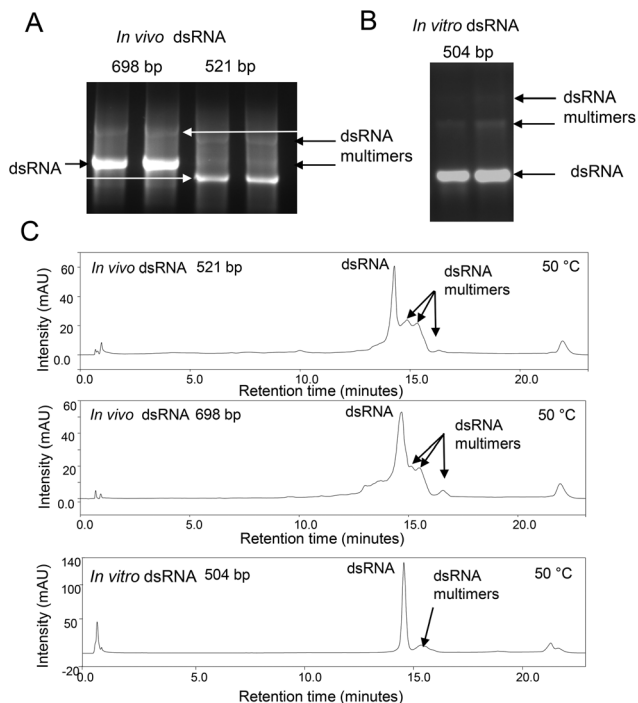 A
In vivo dsRNA
698 bp 521 bp
dsRNA
dsRNA
multimers
B
In vitro dsRNA
504 bp
dsRNA
multimers
dsRNA
C
Intensity (mAU)
60
40
20
0.0
In vivo dsRNA 521 bp
dsRNA
dsRNA
multimers
50 °C
0.0 5.0 10.0 15.0 20.0
Retention time (minutes)
Intensity (mAU)
60
40
20
0.0
In vivo dsRNA 698 bp
dsRNA
dsRNA
multimers
50 °C
0.0 5.0 10.0 15.0 20.0
Retention time (minutes)
Intensity (mAU)
140
100
50
-20
In vitro dsRNA 504 bp
dsRNA
dsRNA
multimers
50 °C
0.0 5.0 10.0 15.0 20.0
Retention time (minutes)